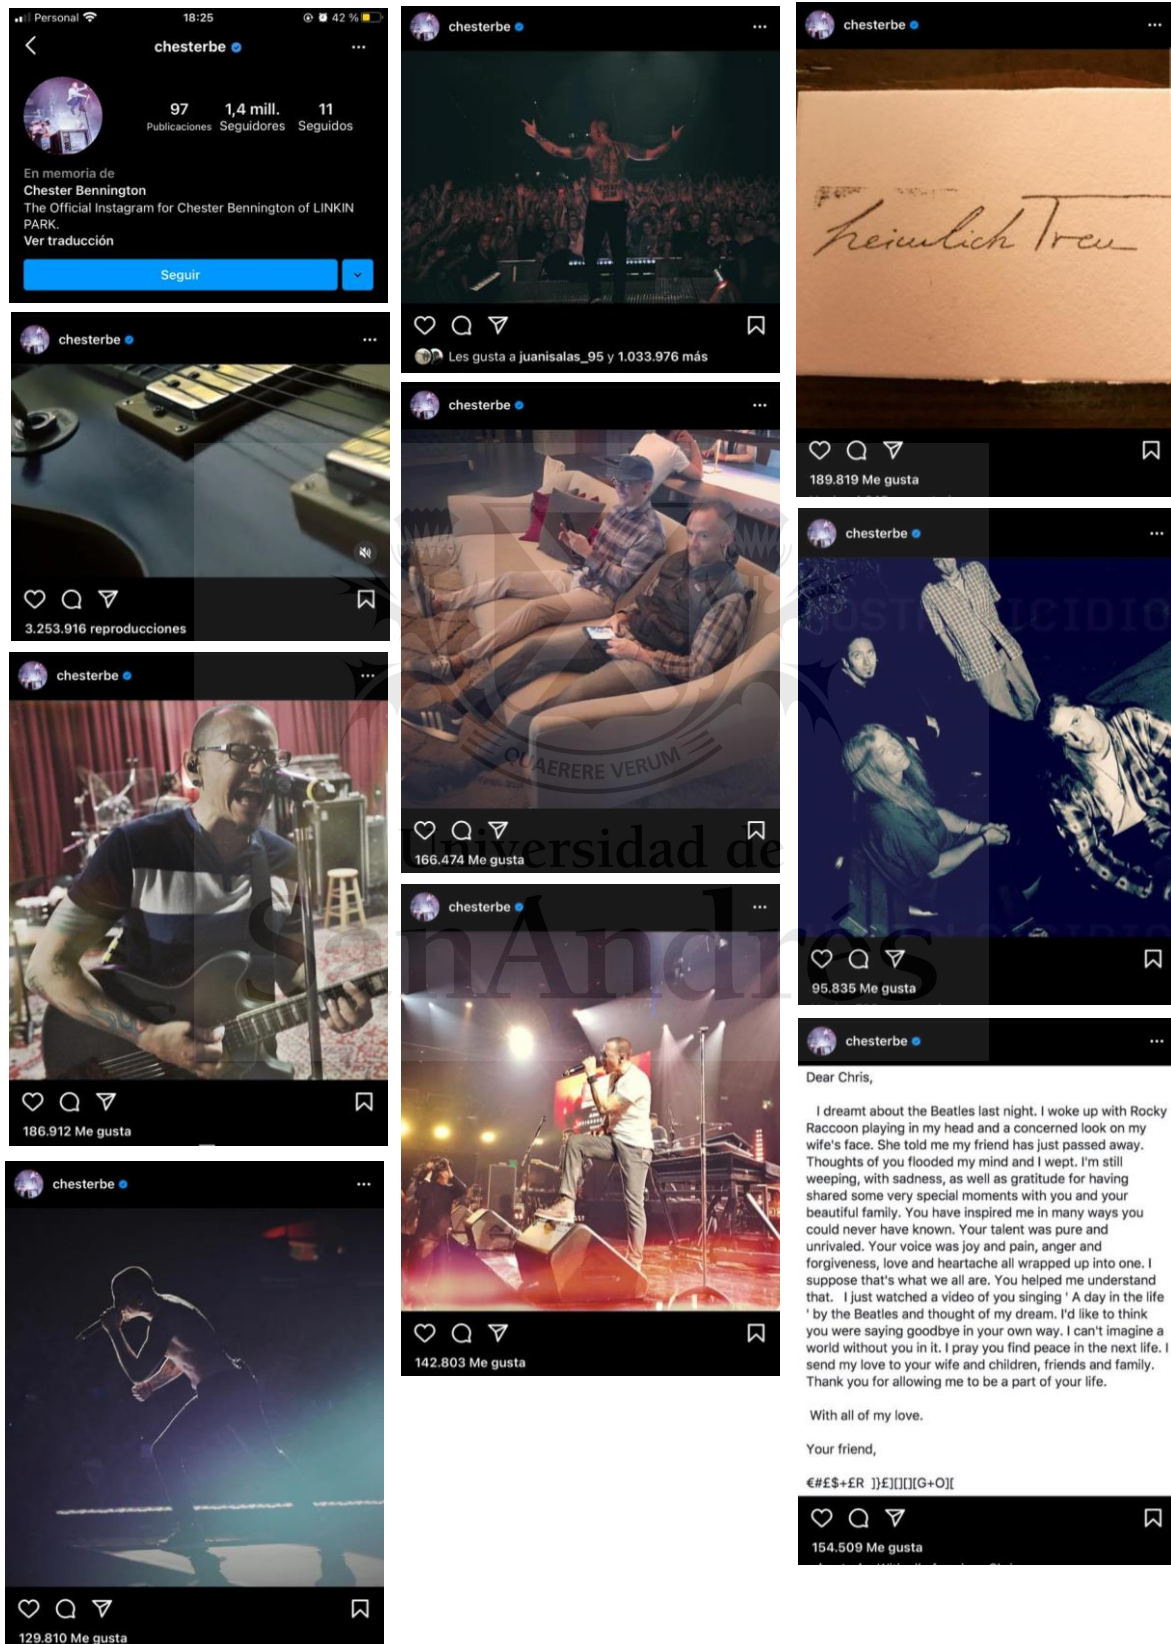 Personal 18:25 42 %
chesterbe
97 1,4 mill. 11
Publicaciones Seguidores Seguidos
En memoria de
Chester Bennington
The Official Instagram for Chester Bennington of LINKIN
PARK.
Ver traducción
Seguir
chesterbe
3.253.916 reproducciones
chesterbe
186.912 Me gusta
chesterbe
129.810 Me gusta
chesterbe
Les gusta a juanisalas_95 y 1.033.976 más
chesterbe
166.474 Me gusta
chesterbe
142.803 Me gusta
chesterbe
heimlich Treu
189.819 Me gusta
chesterbe
95.835 Me gusta
chesterbe
Dear Chris,
I dreamt about the Beatles last night. I woke up with Rocky
Raccoon playing in my head and a concerned look on my
wife's face. She told me my friend has just passed away.
Thoughts of you flooded my mind and I wept. I'm still
weeping, with sadness, as well as gratitude for having
shared some very special moments with you and your
beautiful family. You have inspired me in many ways you
could never have known. Your talent was pure and
unrivaled. Your voice was joy and pain, anger and
forgiveness, love and heartache all wrapped up into one. I
suppose that's what we all are. You helped me understand
that. I just watched a video of you singing ' A day in the life
' by the Beatles and thought of my dream. I'd like to think
you were saying goodbye in your own way. I can't imagine a
world without you in it. I pray you find peace in the next life. I
send my love to your wife and children, friends and family.
Thank you for allowing me to be a part of your life.
With all of my love.
Your friend,
€#£$+£R ]}£][][][G+O][
154.509 Me gusta
QUAERERE VERUM
Universidad de
SanAndrés